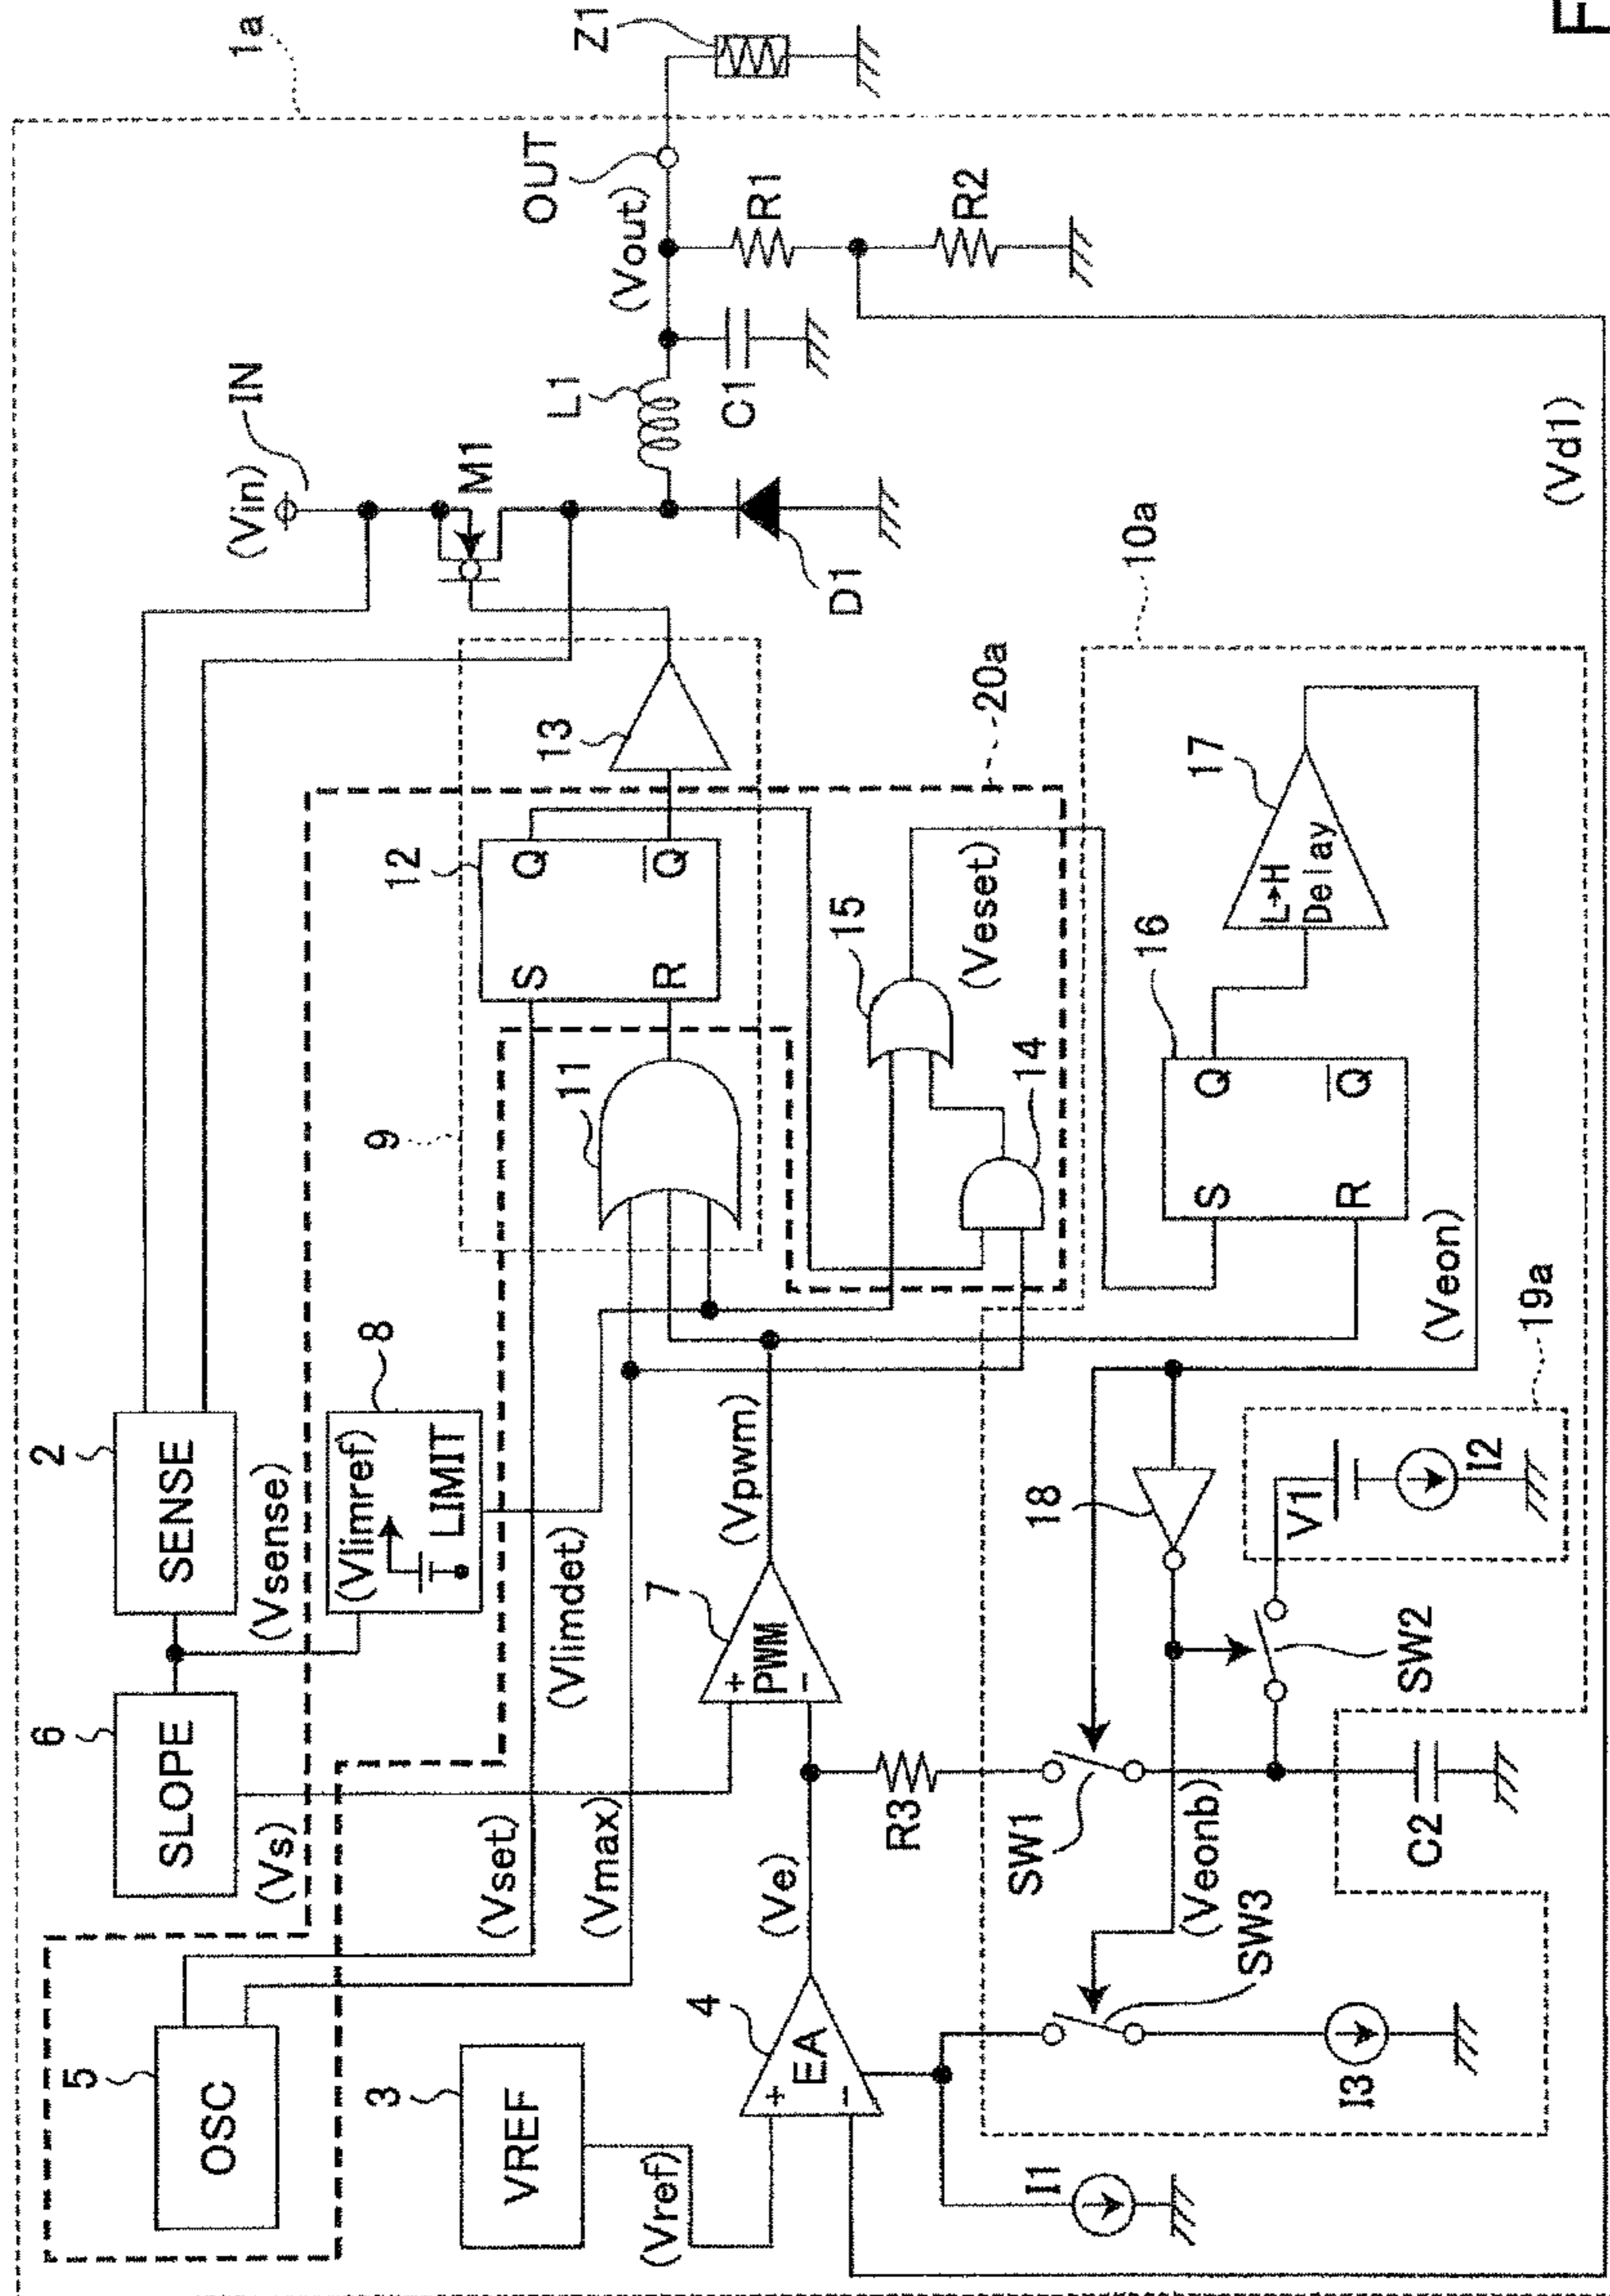 1a
IN
(Vin)
M1
L1
OUT
(Vout)
Z1
R1
R2
C1
D1
2
SENSE
6
SLOPE
(Vsense)
(Vs)
5
OSC
8
(Vlimref)
LIMIT
9
12
S
Q
R
Q
13
11
20a
10a
3
VREF
(Vref)
(Vset)
(Vlimdet)
(Vmax)
7
+
PWM
−
(Vpwm)
15
(Veset)
14
4
+
EA
−
(Ve)
R3
16
S
Q
R
Q
17
L→H
Delay
(Veon)
18
19a
V1
I2
SW1
SW2
SW3
(Veonb)
C2
I1
I3
(Vd1)